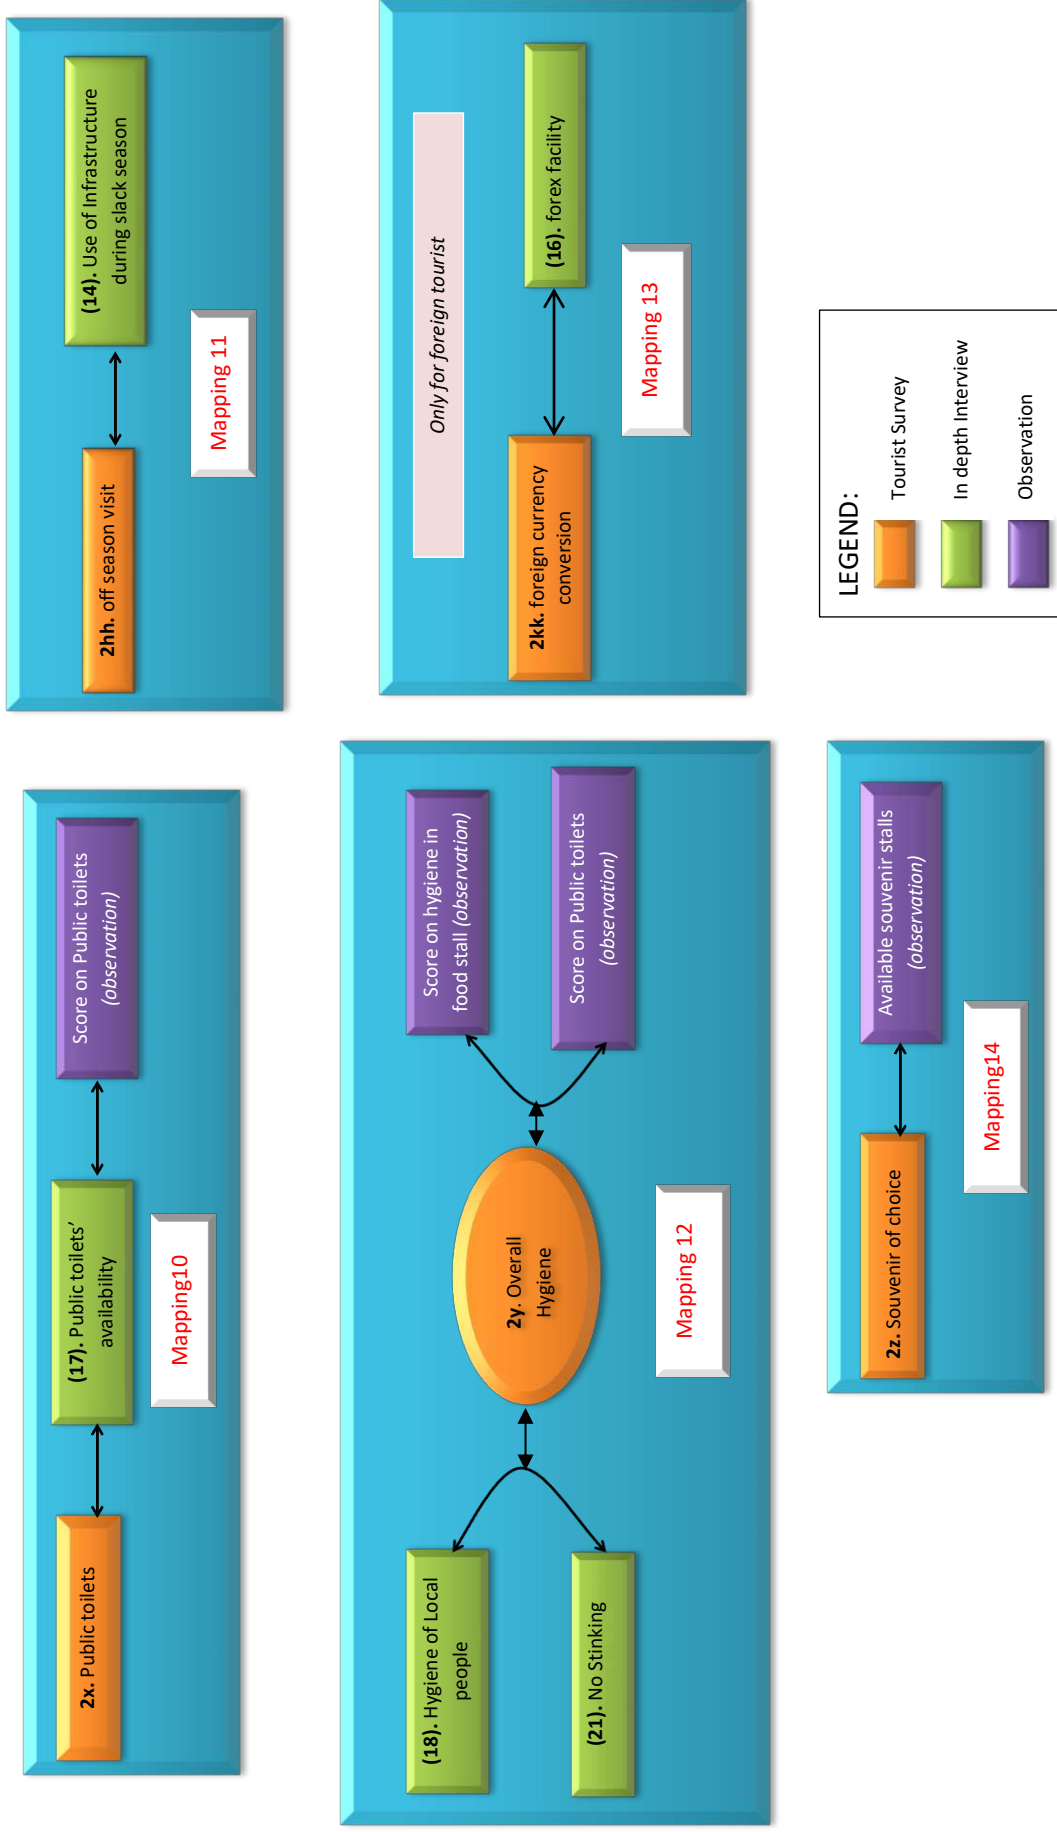 2x. Public toilets
(17). Public toilets’
availability
Score on Public toilets
(observation)
Mapping10
2hh. off season visit
(14). Use of Infrastructure
during slack season
Mapping 11
(18). Hygiene of Local
people
(21). No Stinking
2y. Overall
Hygiene
Score on hygiene in
food stall (observation)
Score on Public toilets
(observation)
Mapping 12
Only for foreign tourist
2kk. foreign currency
conversion
(16). forex facility
Mapping 13
2z. Souvenir of choice
Available souvenir stalls
(observation)
Mapping14
LEGEND:
Tourist Survey
In depth Interview
Observation